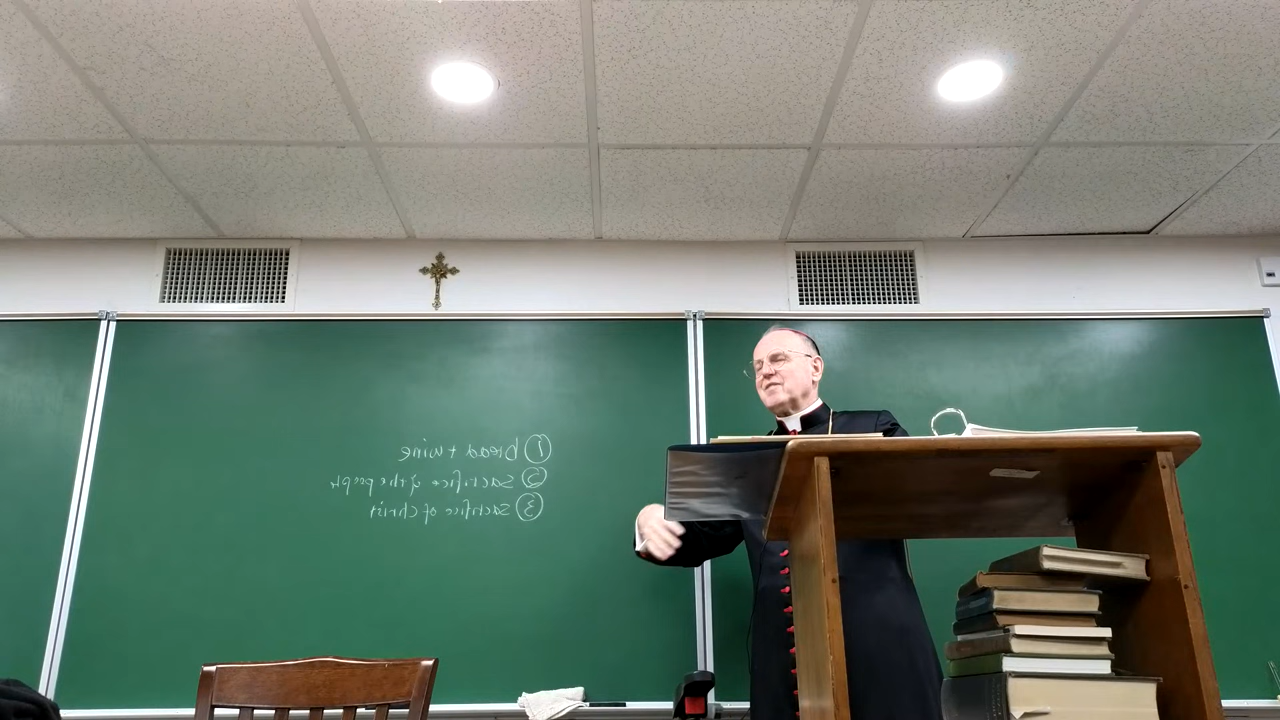 ① bread + wine
② sacrifice of the people
③ sacrifice of Christ